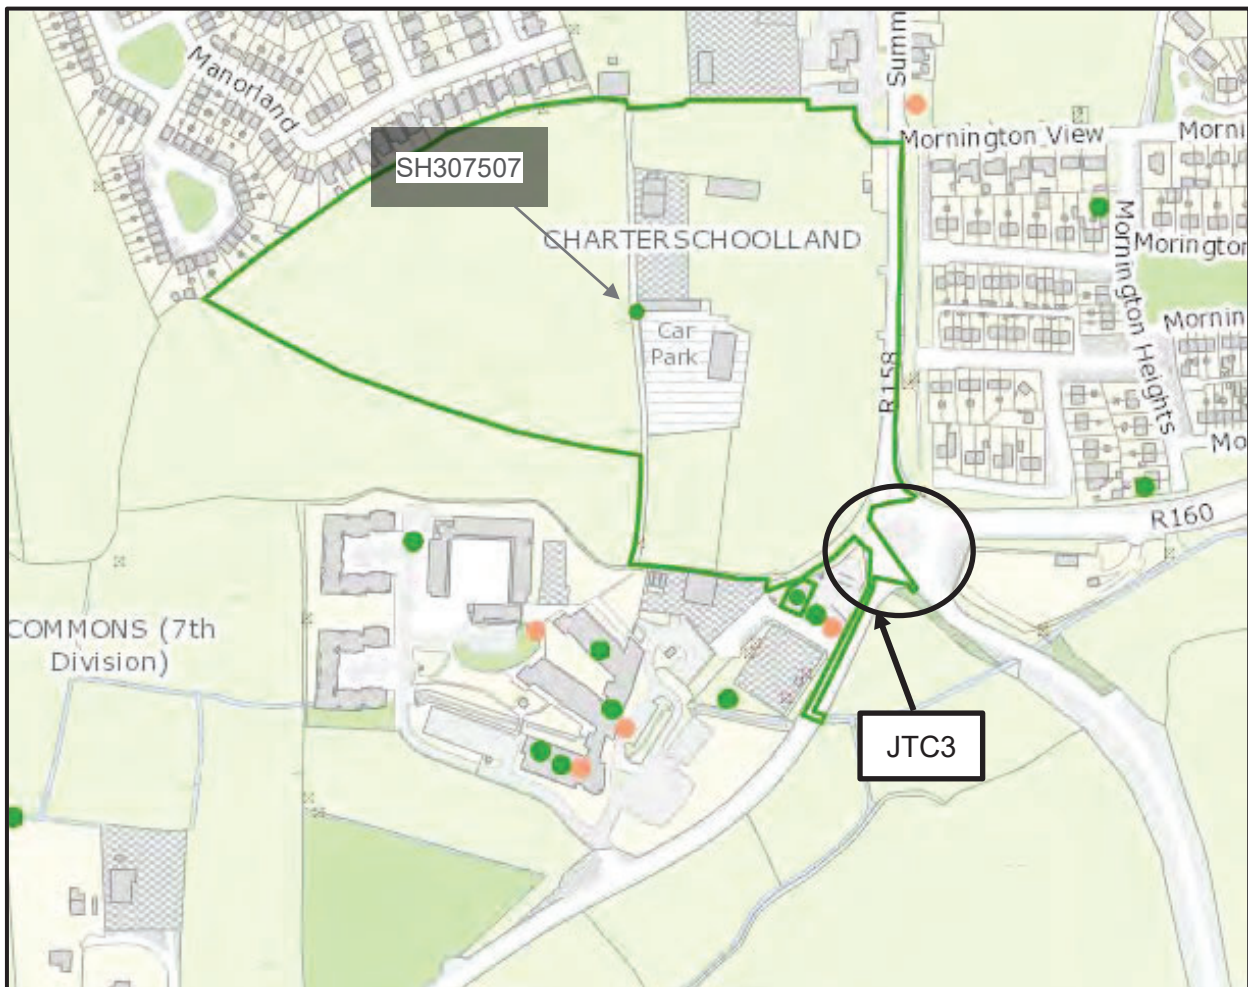 Summ
Manorland
Mornington View
Morni
SH307507
CHARTERSCHOOLLAND
Mornington Heights
Morington
Car
Park
Mornin
R158
Mo
R160
COMMONS (7th
Division)
JTC3